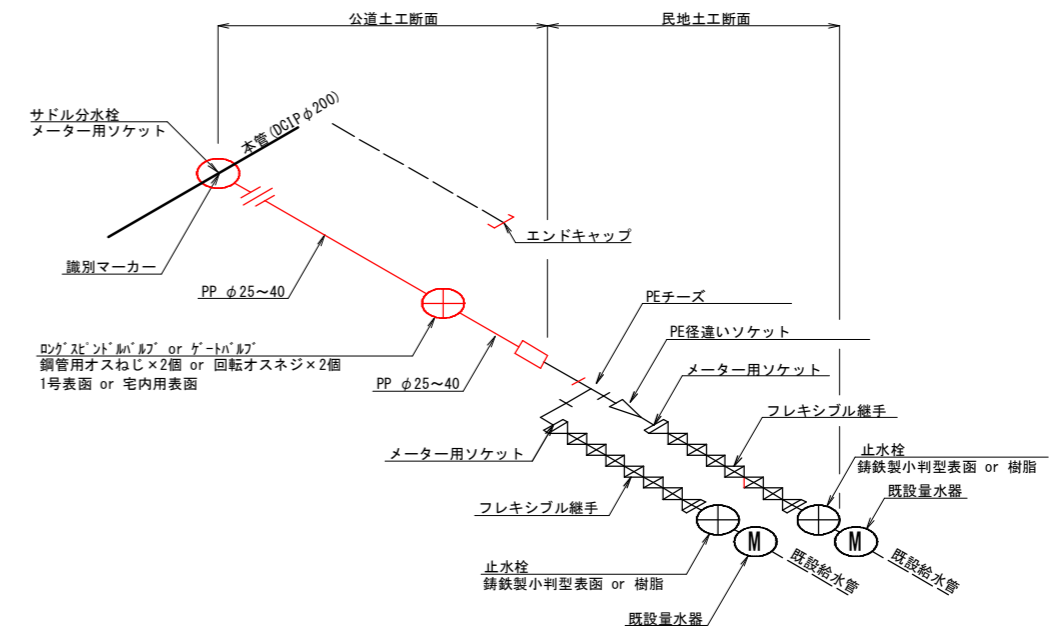 公道土工断面
民地土工断面
サドル分水栓
メーター用ソケット
本管(DCIPφ200)
エンドキャップ
識別マーカー
PP φ25~40
PEチーズ
PE径違いソケット
ﾛﾝｸﾞｽﾋﾟﾝﾄﾞﾙﾊﾞﾙﾌﾞ or ｹﾞｰﾄﾊﾞﾙﾌﾞ
鋼管用オスねじ×2個 or 回転オスネジ×2個
1号表函 or 宅内用表函
PP φ25~40
メーター用ソケット
フレキシブル継手
メーター用ソケット
止水栓
鋳鉄製小判型表函 or 樹脂
既設量水器
フレキシブル継手
M
M
既設給水管
既設給水管
止水栓
鋳鉄製小判型表函 or 樹脂
既設量水器